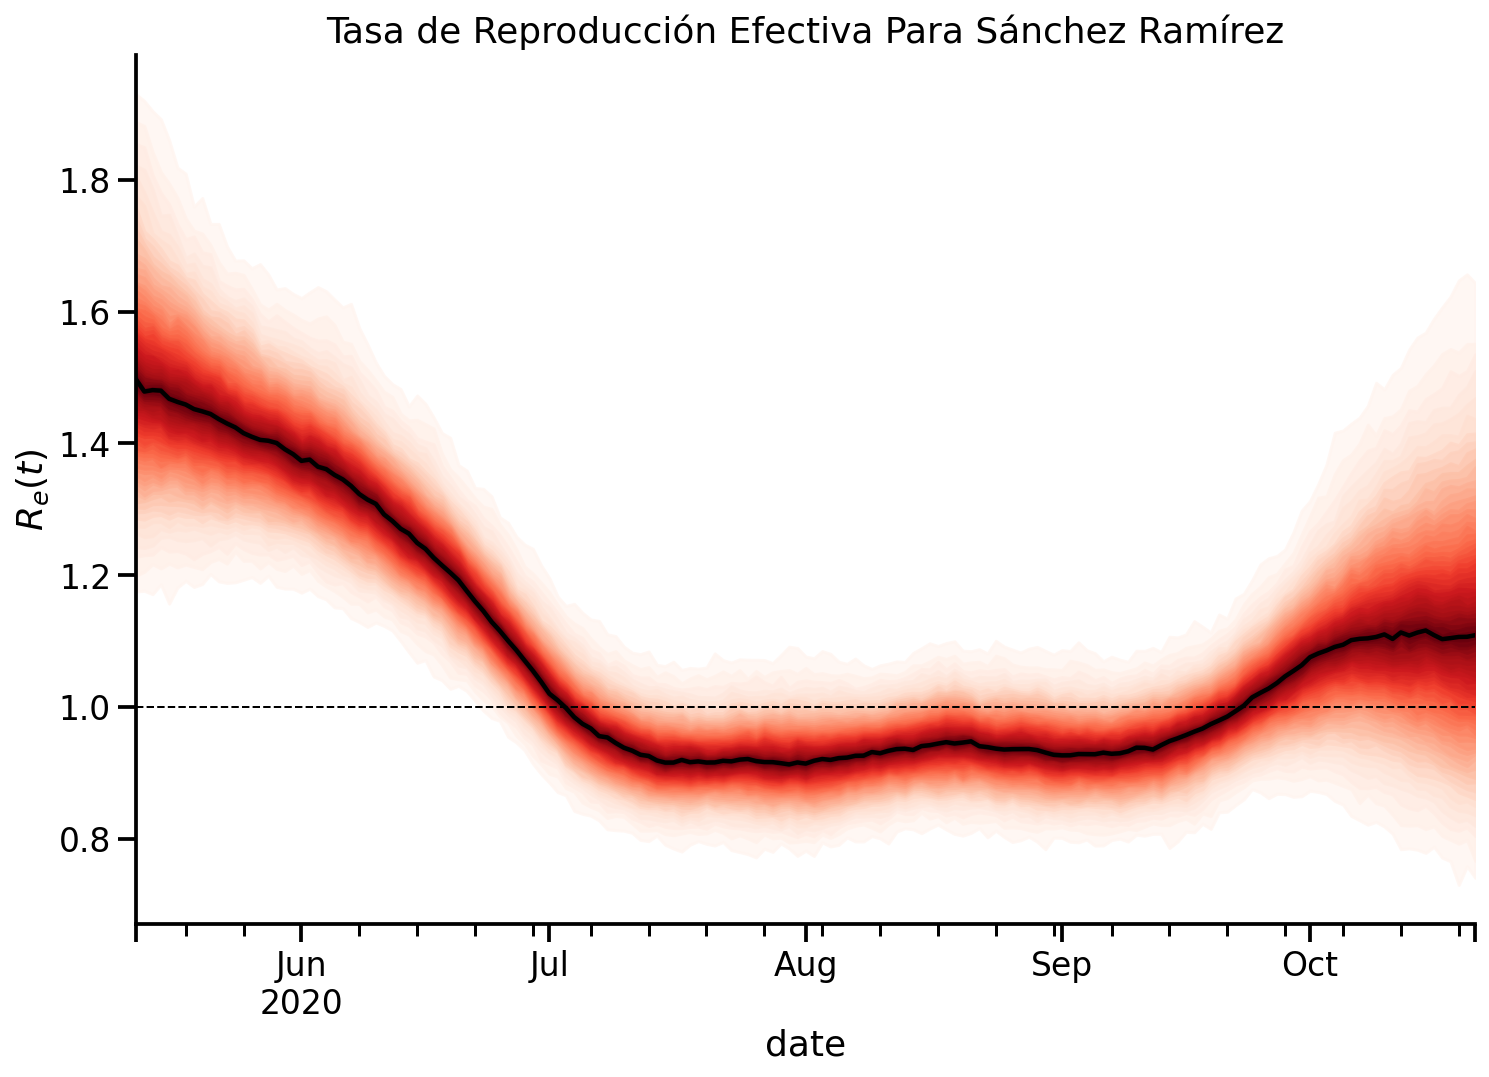 Tasa de Reproducción Efectiva Para Sánchez Ramírez
1.8
1.6
1.4
1.2
1.0
0.8
R_e(t)
Jun Jul Aug Sep Oct
2020
date